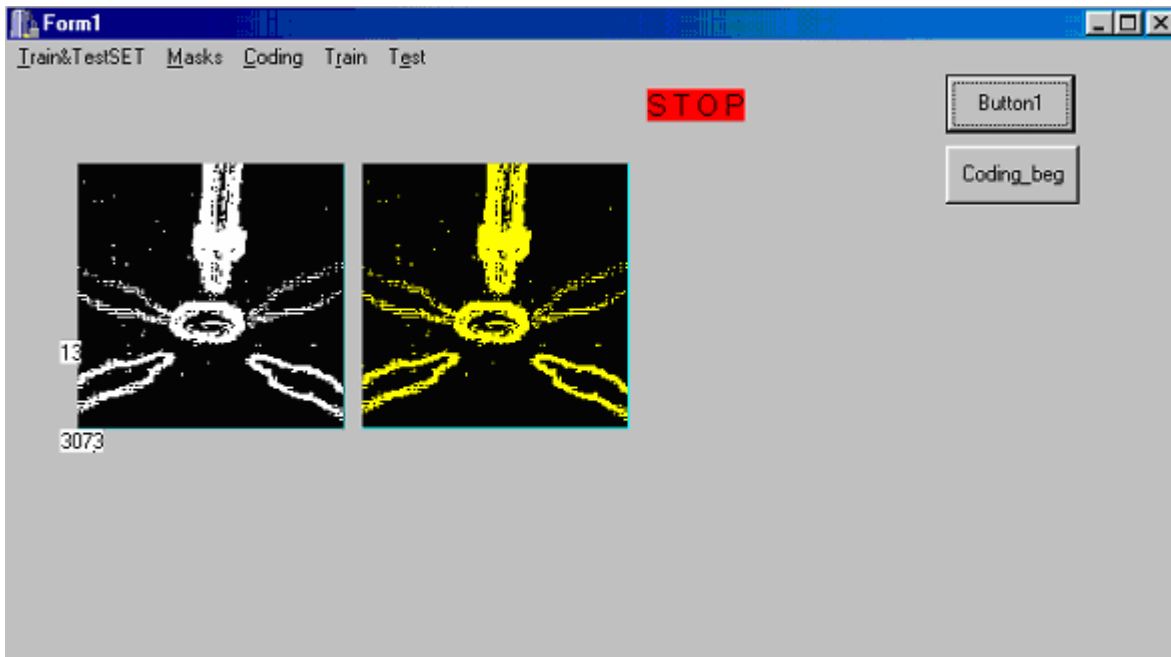 Form1
Train&TestSET Masks Coding Train Test
STOP
Button1
Coding_beg
13
3073